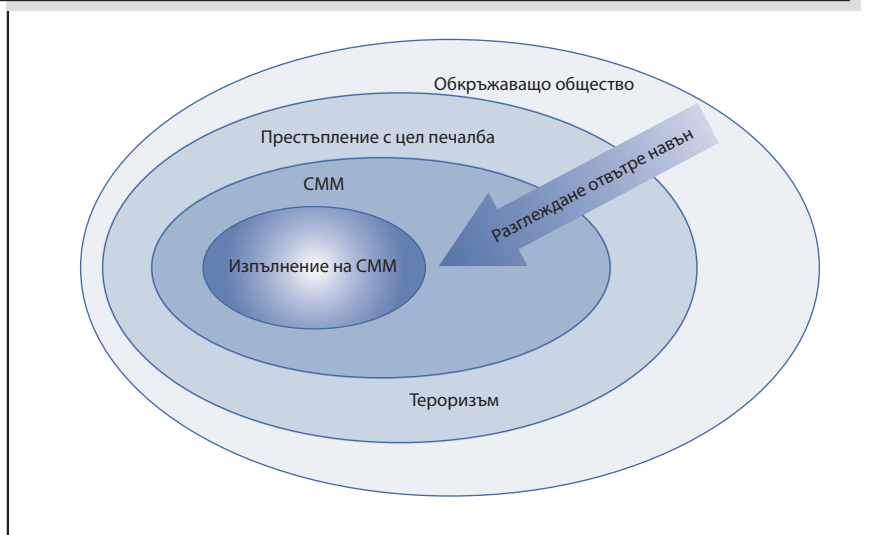 Обкръжаващо общество
Престъпление с цел печалба
Разглеждане отвътре навън
СММ
Изпълнение на СММ
Тероризъм